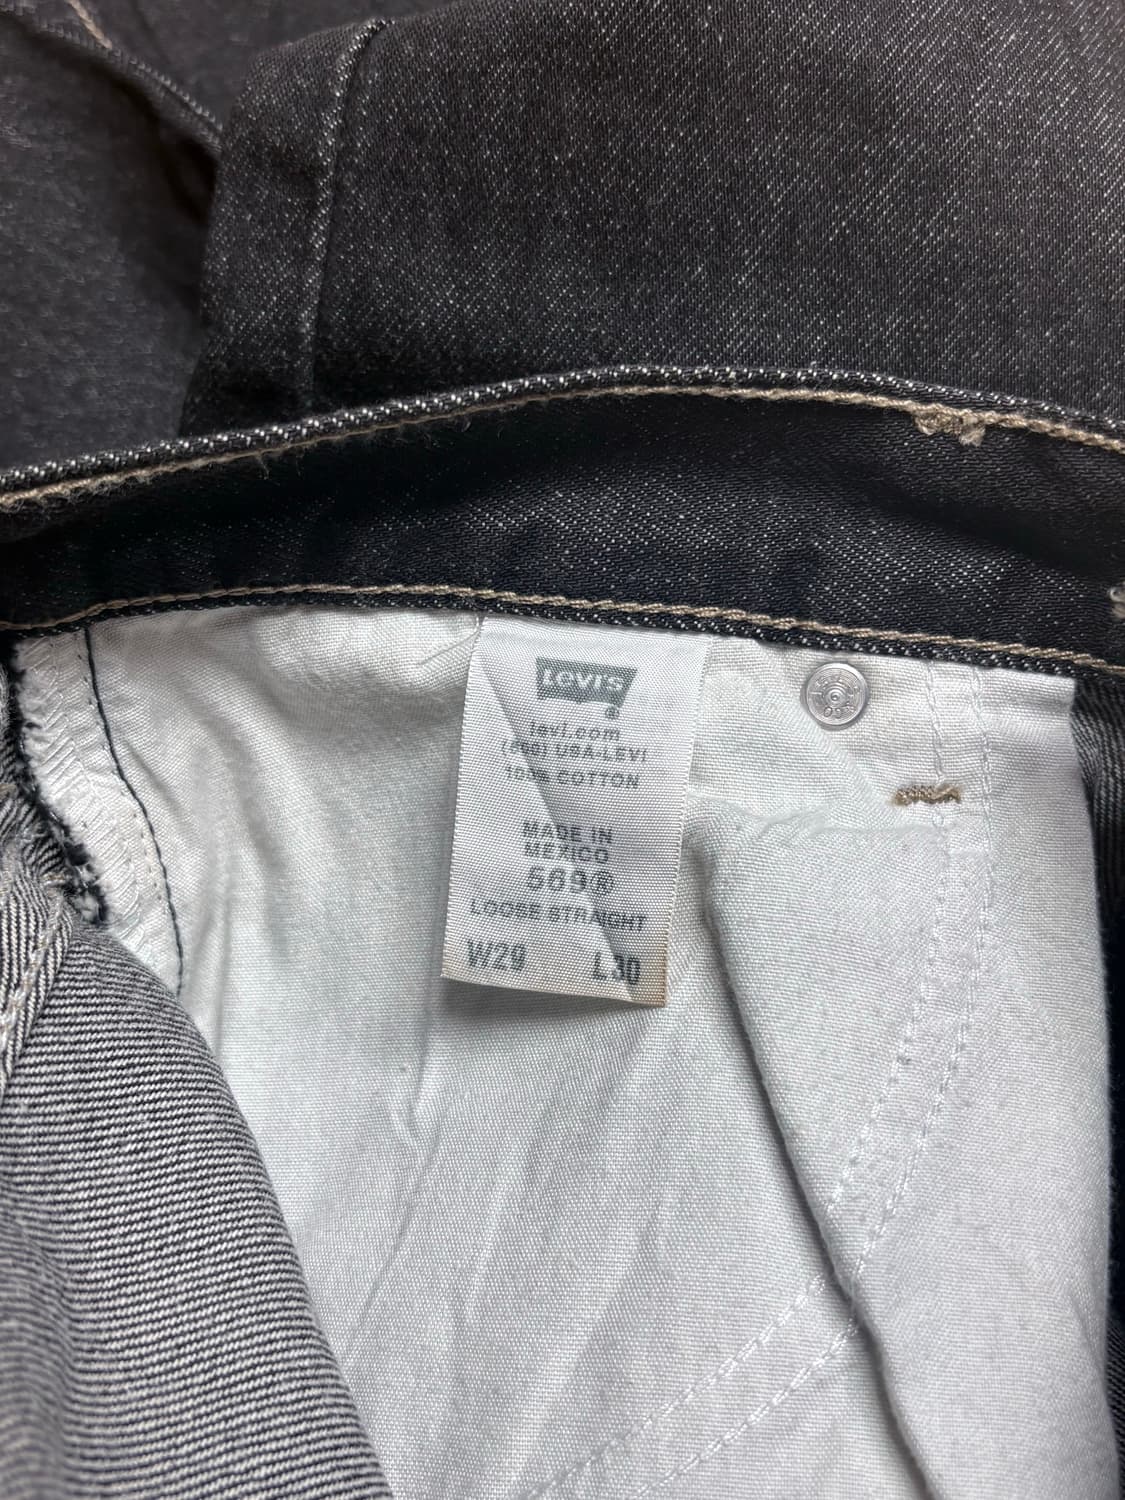 Levi's
®
levi.com
(800) USA-LEVI
100% COTTON
MADE IN
MEXICO
569®
LOOSE STRAIGHT
W29 L30